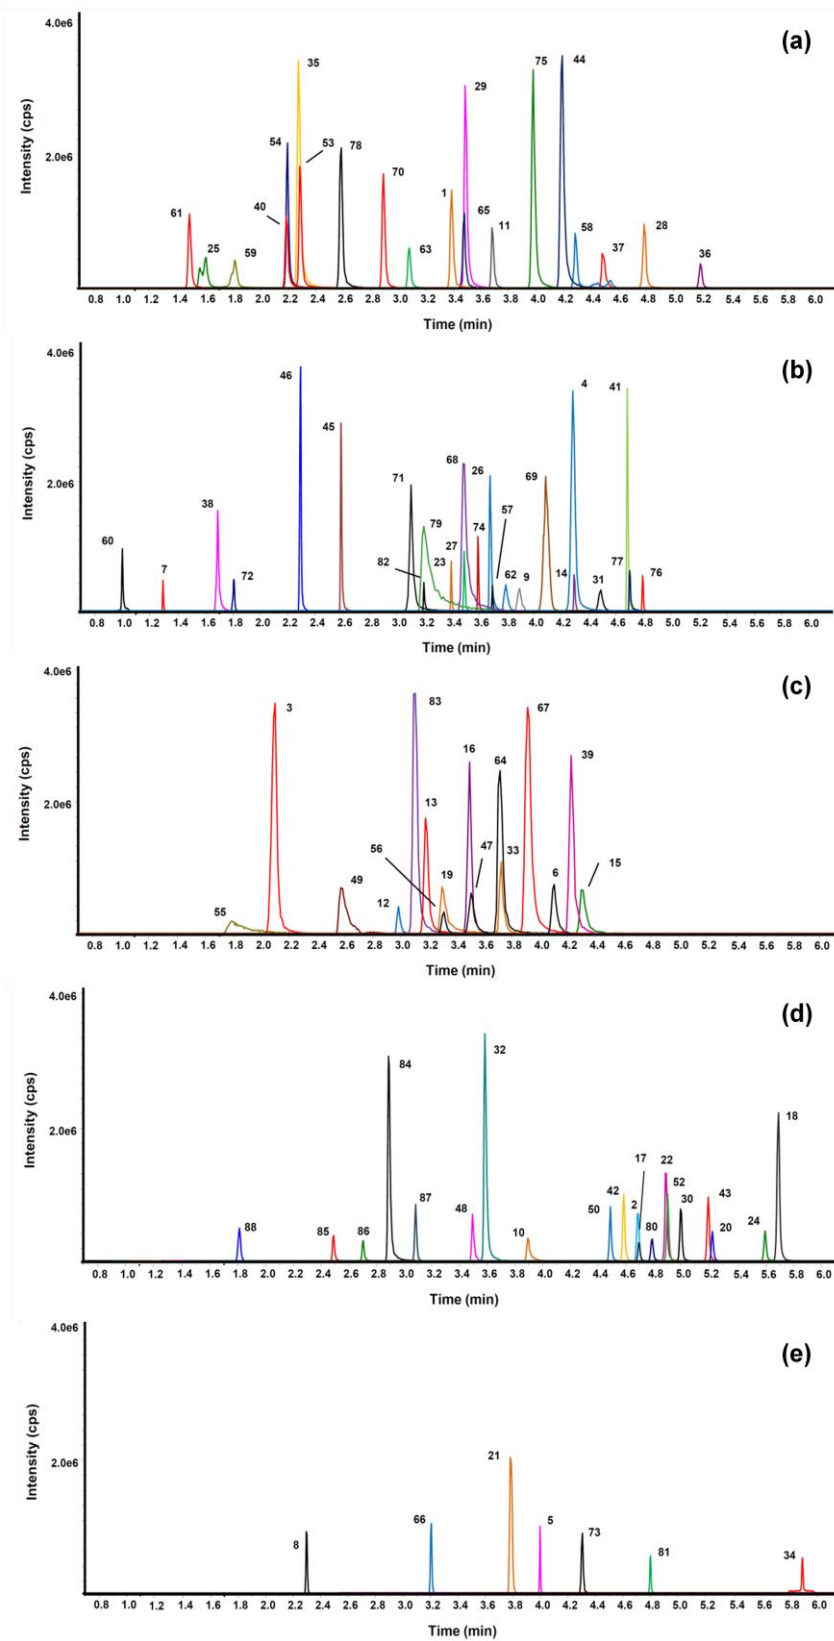 (a)
4.0e6
2.0e6
Intensity (cps)
61 25 59 40 54 35 53 78 70 63 1 29 65 11 75 44 58 37 28 36
0.8 1.0 1.2 1.4 1.6 1.8 2.0 2.2 2.4 2.6 2.8 3.0 3.2 3.4 3.6 3.8 4.0 4.2 4.4 4.6 4.8 5.0 5.2 5.4 5.6 5.8 6.0
Time (min)
(b)
4.0e6
2.0e6
Intensity (cps)
60 7 38 72 46 45 71 82 79 23 27 68 74 26 57 62 9 69 4 14 31 41 77 76
0.8 1.0 1.2 1.4 1.6 1.8 2.0 2.2 2.4 2.6 2.8 3.0 3.2 3.4 3.6 3.8 4.0 4.2 4.4 4.6 4.8 5.0 5.2 5.4 5.6 5.8 6.0
Time (min)
(c)
4.0e6
2.0e6
Intensity (cps)
55 3 49 12 56 83 13 19 16 47 64 33 67 6 39 15
0.8 1.0 1.2 1.4 1.6 1.8 2.0 2.2 2.4 2.6 2.8 3.0 3.2 3.4 3.6 3.8 4.0 4.2 4.4 4.6 4.8 5.0 5.2 5.4 5.6 5.8 6.0
Time (min)
(d)
4.0e6
2.0e6
Intensity (cps)
88 85 86 84 87 48 32 10 50 42 2 17 80 22 52 30 43 20 24 18
0.8 1.0 1.2 1.4 1.6 1.8 2.0 2.2 2.4 2.6 2.8 3.0 3.2 3.4 3.6 3.8 4.0 4.2 4.4 4.6 4.8 5.0 5.2 5.4 5.6 5.8 6.0
Time (min)
(e)
4.0e6
2.0e6
Intensity (cps)
8 66 21 5 73 81 34
0.8 1.0 1.2 1.4 1.6 1.8 2.0 2.2 2.4 2.6 2.8 3.0 3.2 3.4 3.6 3.8 4.0 4.2 4.4 4.6 4.8 5.0 5.2 5.4 5.6 5.8 6.0
Time (min)